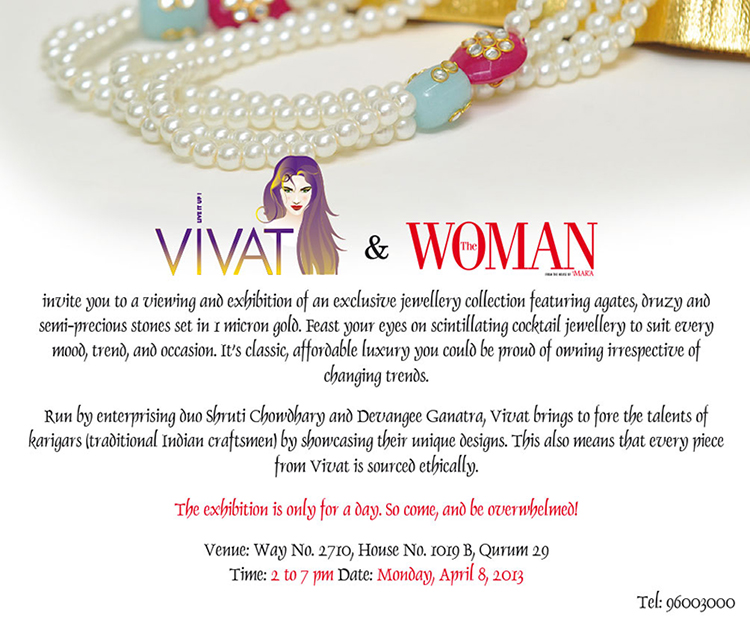 LIVE IT UP !
VIVAT & The WOMAN
FROM THE HOUSE OF MARA
invite you to a viewing and exhibition of an exclusive jewellery collection featuring agates, druzy and
semi-precious stones set in 1 micron gold. Feast your eyes on scintillating cocktail jewellery to suit every
mood, trend, and occasion. It's classic, affordable luxury you could be proud of owning irrespective of
changing trends.
Run by enterprising duo Shruti Chowdhary and Devangee Ganatra, Vivat brings to fore the talents of
karigars (traditional Indian craftsmen) by showcasing their unique designs. This also means that every piece
from Vivat is sourced ethically.
The exhibition is only for a day. So come, and be overwhelmed!
Venue: Way No. 2710, House No. 1019 B, Qurum 29
Time: 2 to 7 pm Date: Monday, April 8, 2013
Tel: 96003000